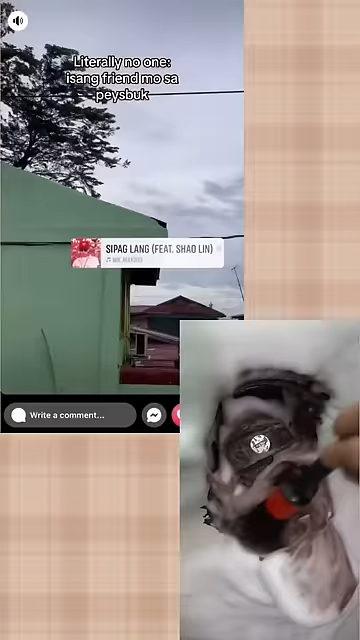 Literally no one:
isang friend mo sa
peysbuk
SIPAG LANG (FEAT. SHAO LIN)
Write a comment...